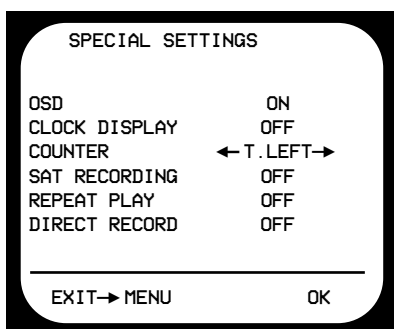 SPECIAL SETTINGS
OSD ON
CLOCK DISPLAY OFF
COUNTER ←T.LEFT→
SAT RECORDING OFF
REPEAT PLAY OFF
DIRECT RECORD OFF
EXIT→MENU OK